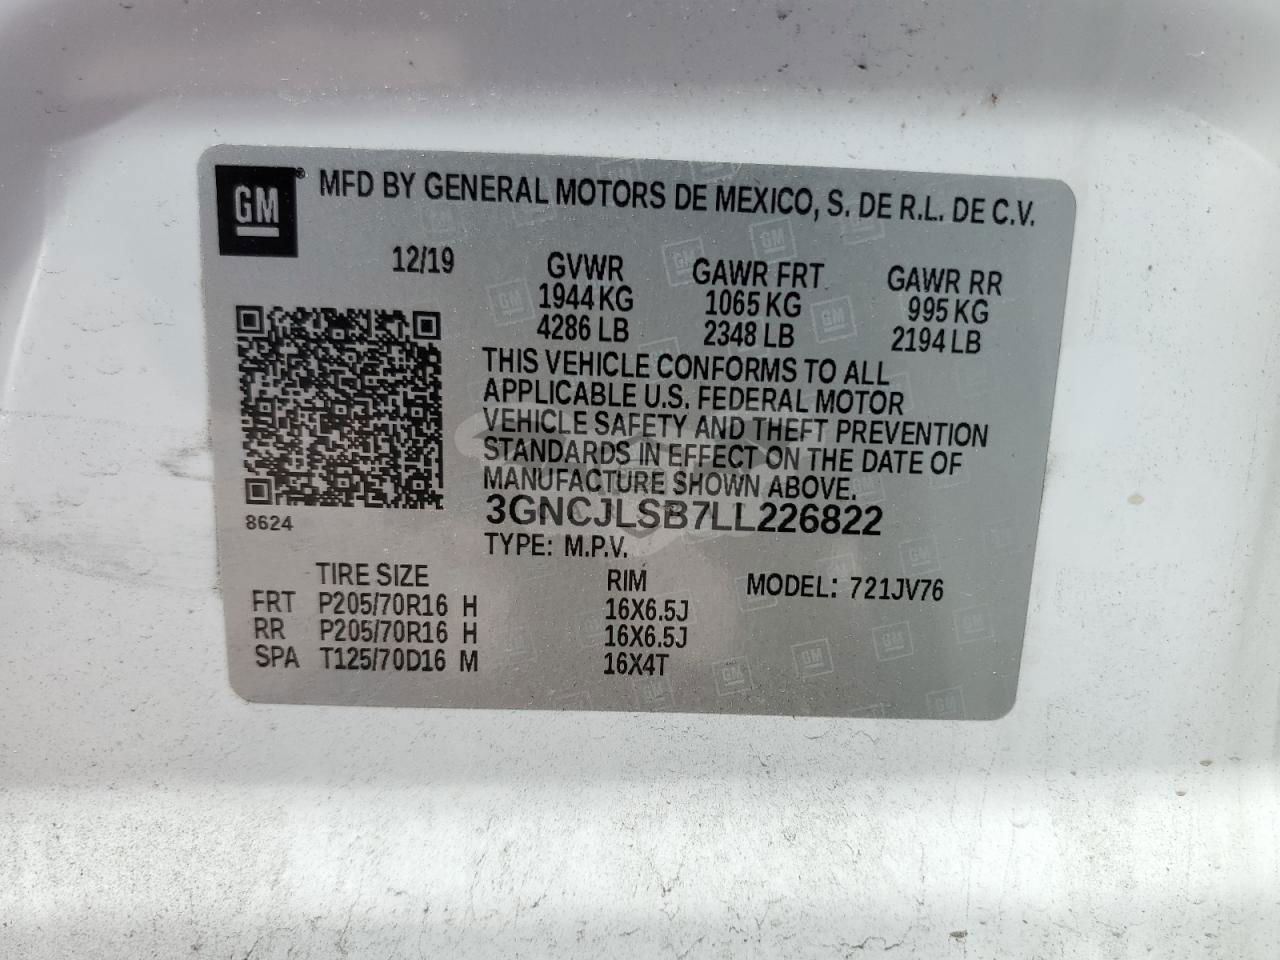 GM ® MFD BY GENERAL MOTORS DE MEXICO, S. DE R.L. DE C.V.
12/19 GVWR GAWR FRT GAWR RR
1944 KG 1065 KG 995 KG
4286 LB 2348 LB 2194 LB
THIS VEHICLE CONFORMS TO ALL
APPLICABLE U.S. FEDERAL MOTOR
VEHICLE SAFETY AND THEFT PREVENTION
STANDARDS IN EFFECT ON THE DATE OF
MANUFACTURE SHOWN ABOVE.
3GNCJLSB7LL226822
8624
TYPE: M.P.V.
TIRE SIZE RIM MODEL: 721JV76
FRT P205/70R16 H 16X6.5J
RR P205/70R16 H 16X6.5J
SPA T125/70D16 M 16X4T